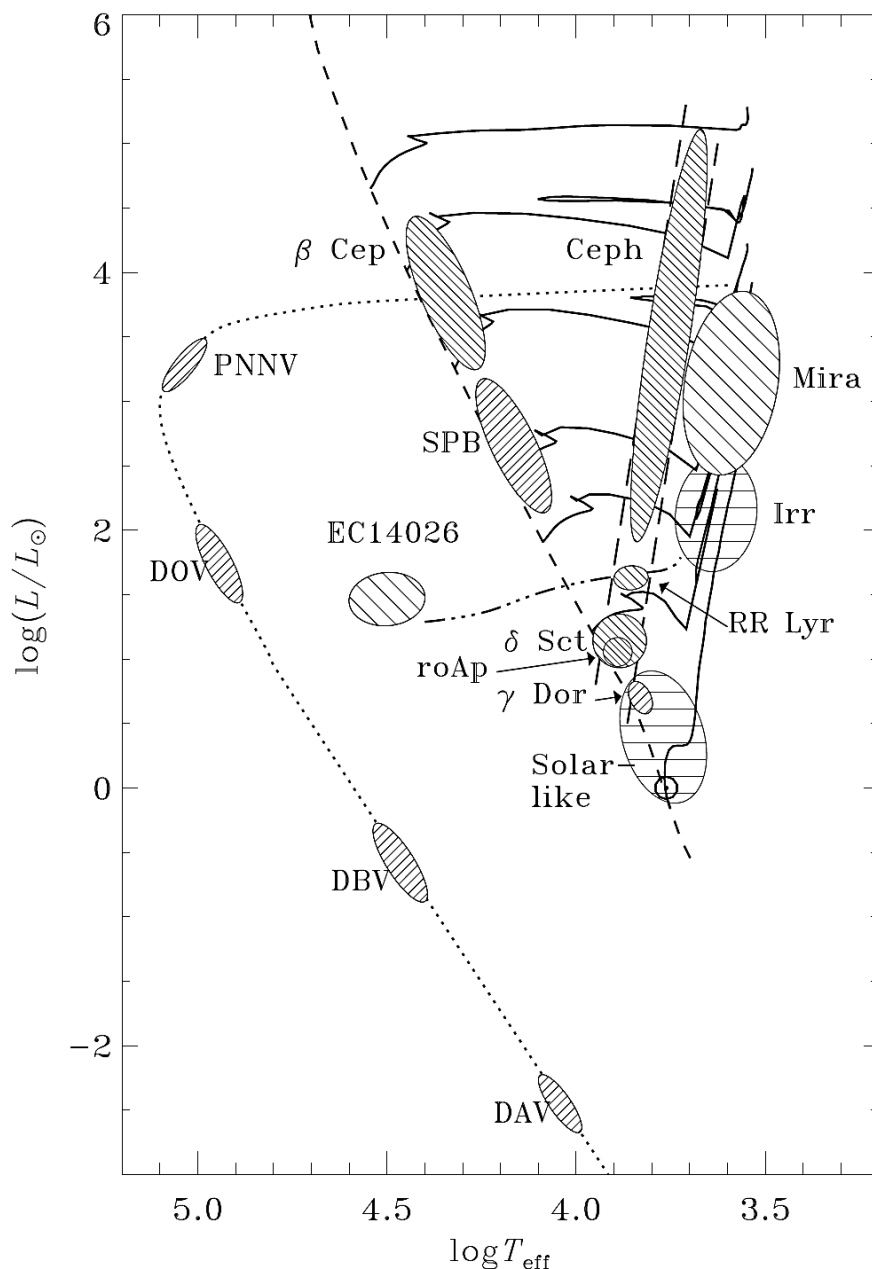 6
β Cep
Ceph
4
PNNV
Mira
SPB
Irr
EC14026
2
DOV
RR Lyr
δ Sct
roAp
γ Dor
Solar
like
0
DBV
−2
DAV
log(L/L⊙)
5.0 4.5 4.0 3.5
log T_eff